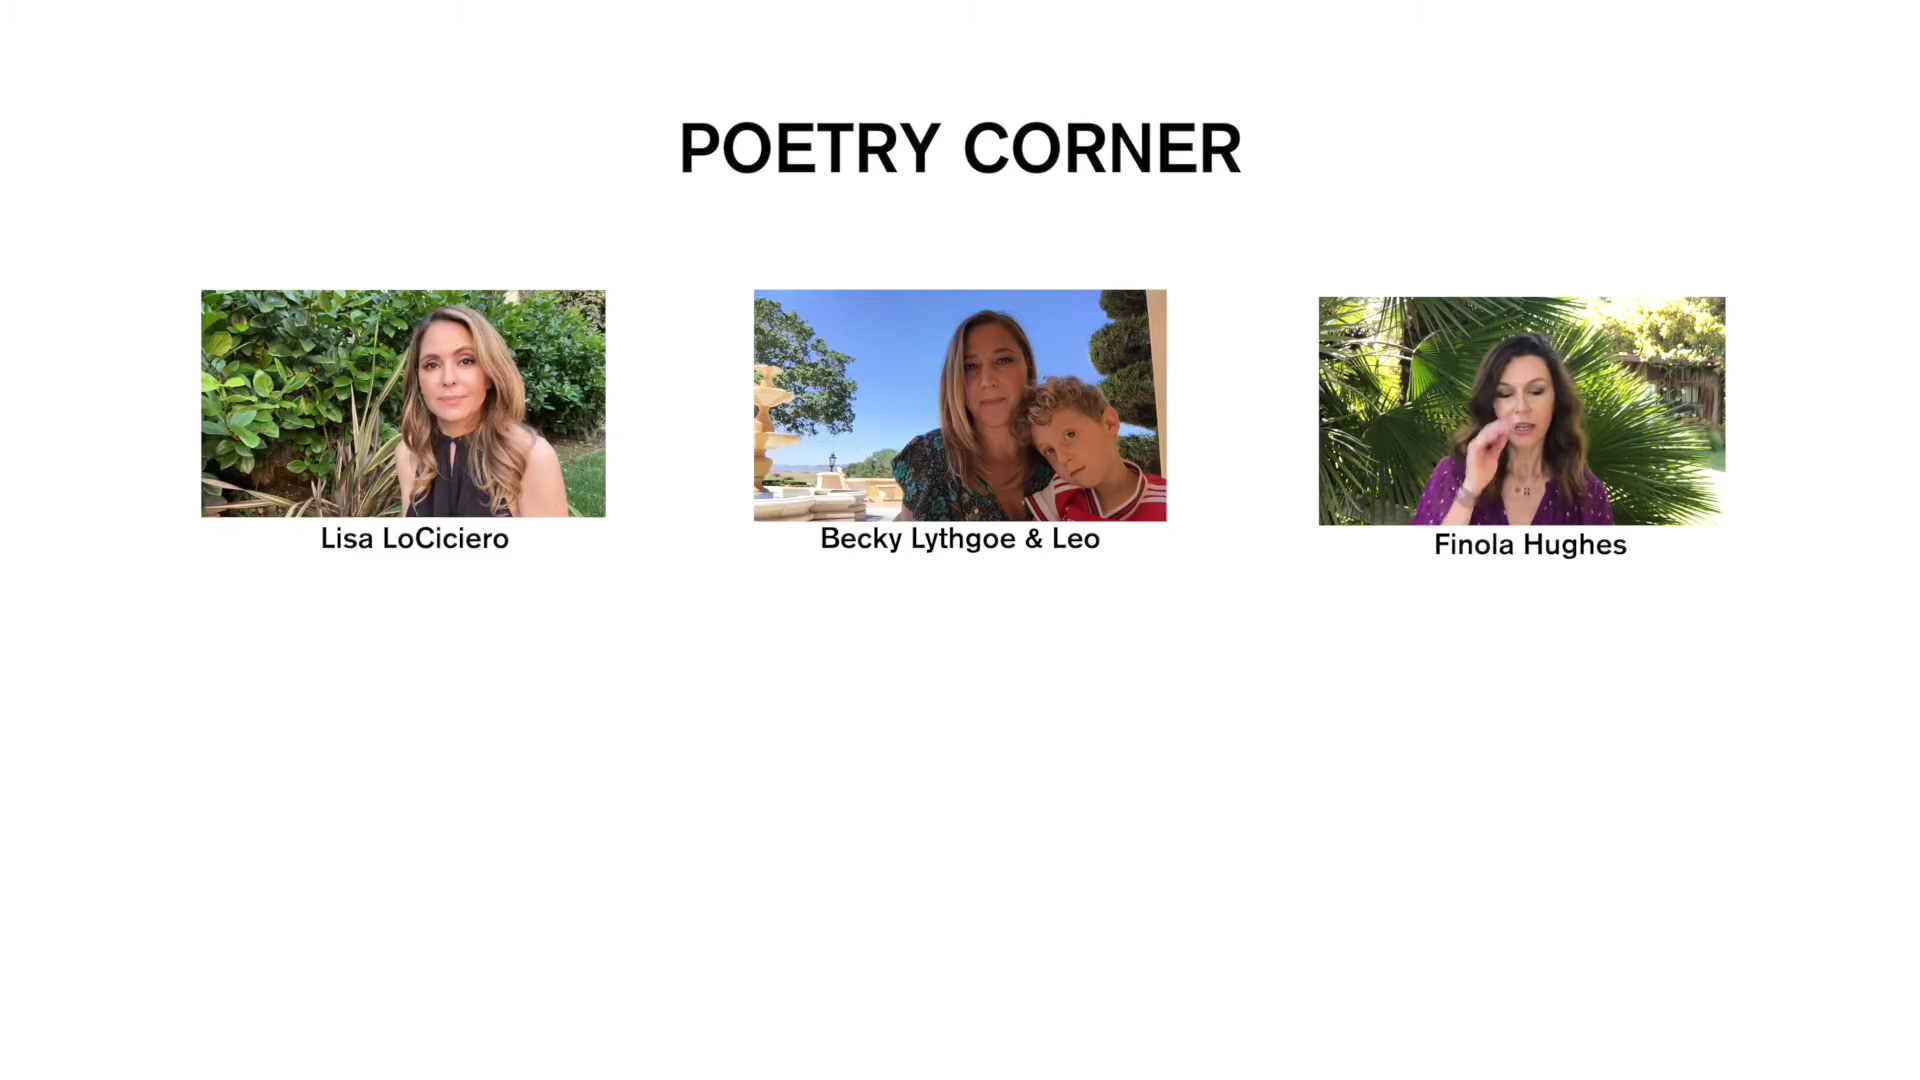 POETRY CORNER
Lisa LoCiciero
Becky Lythgoe & Leo
Finola Hughes